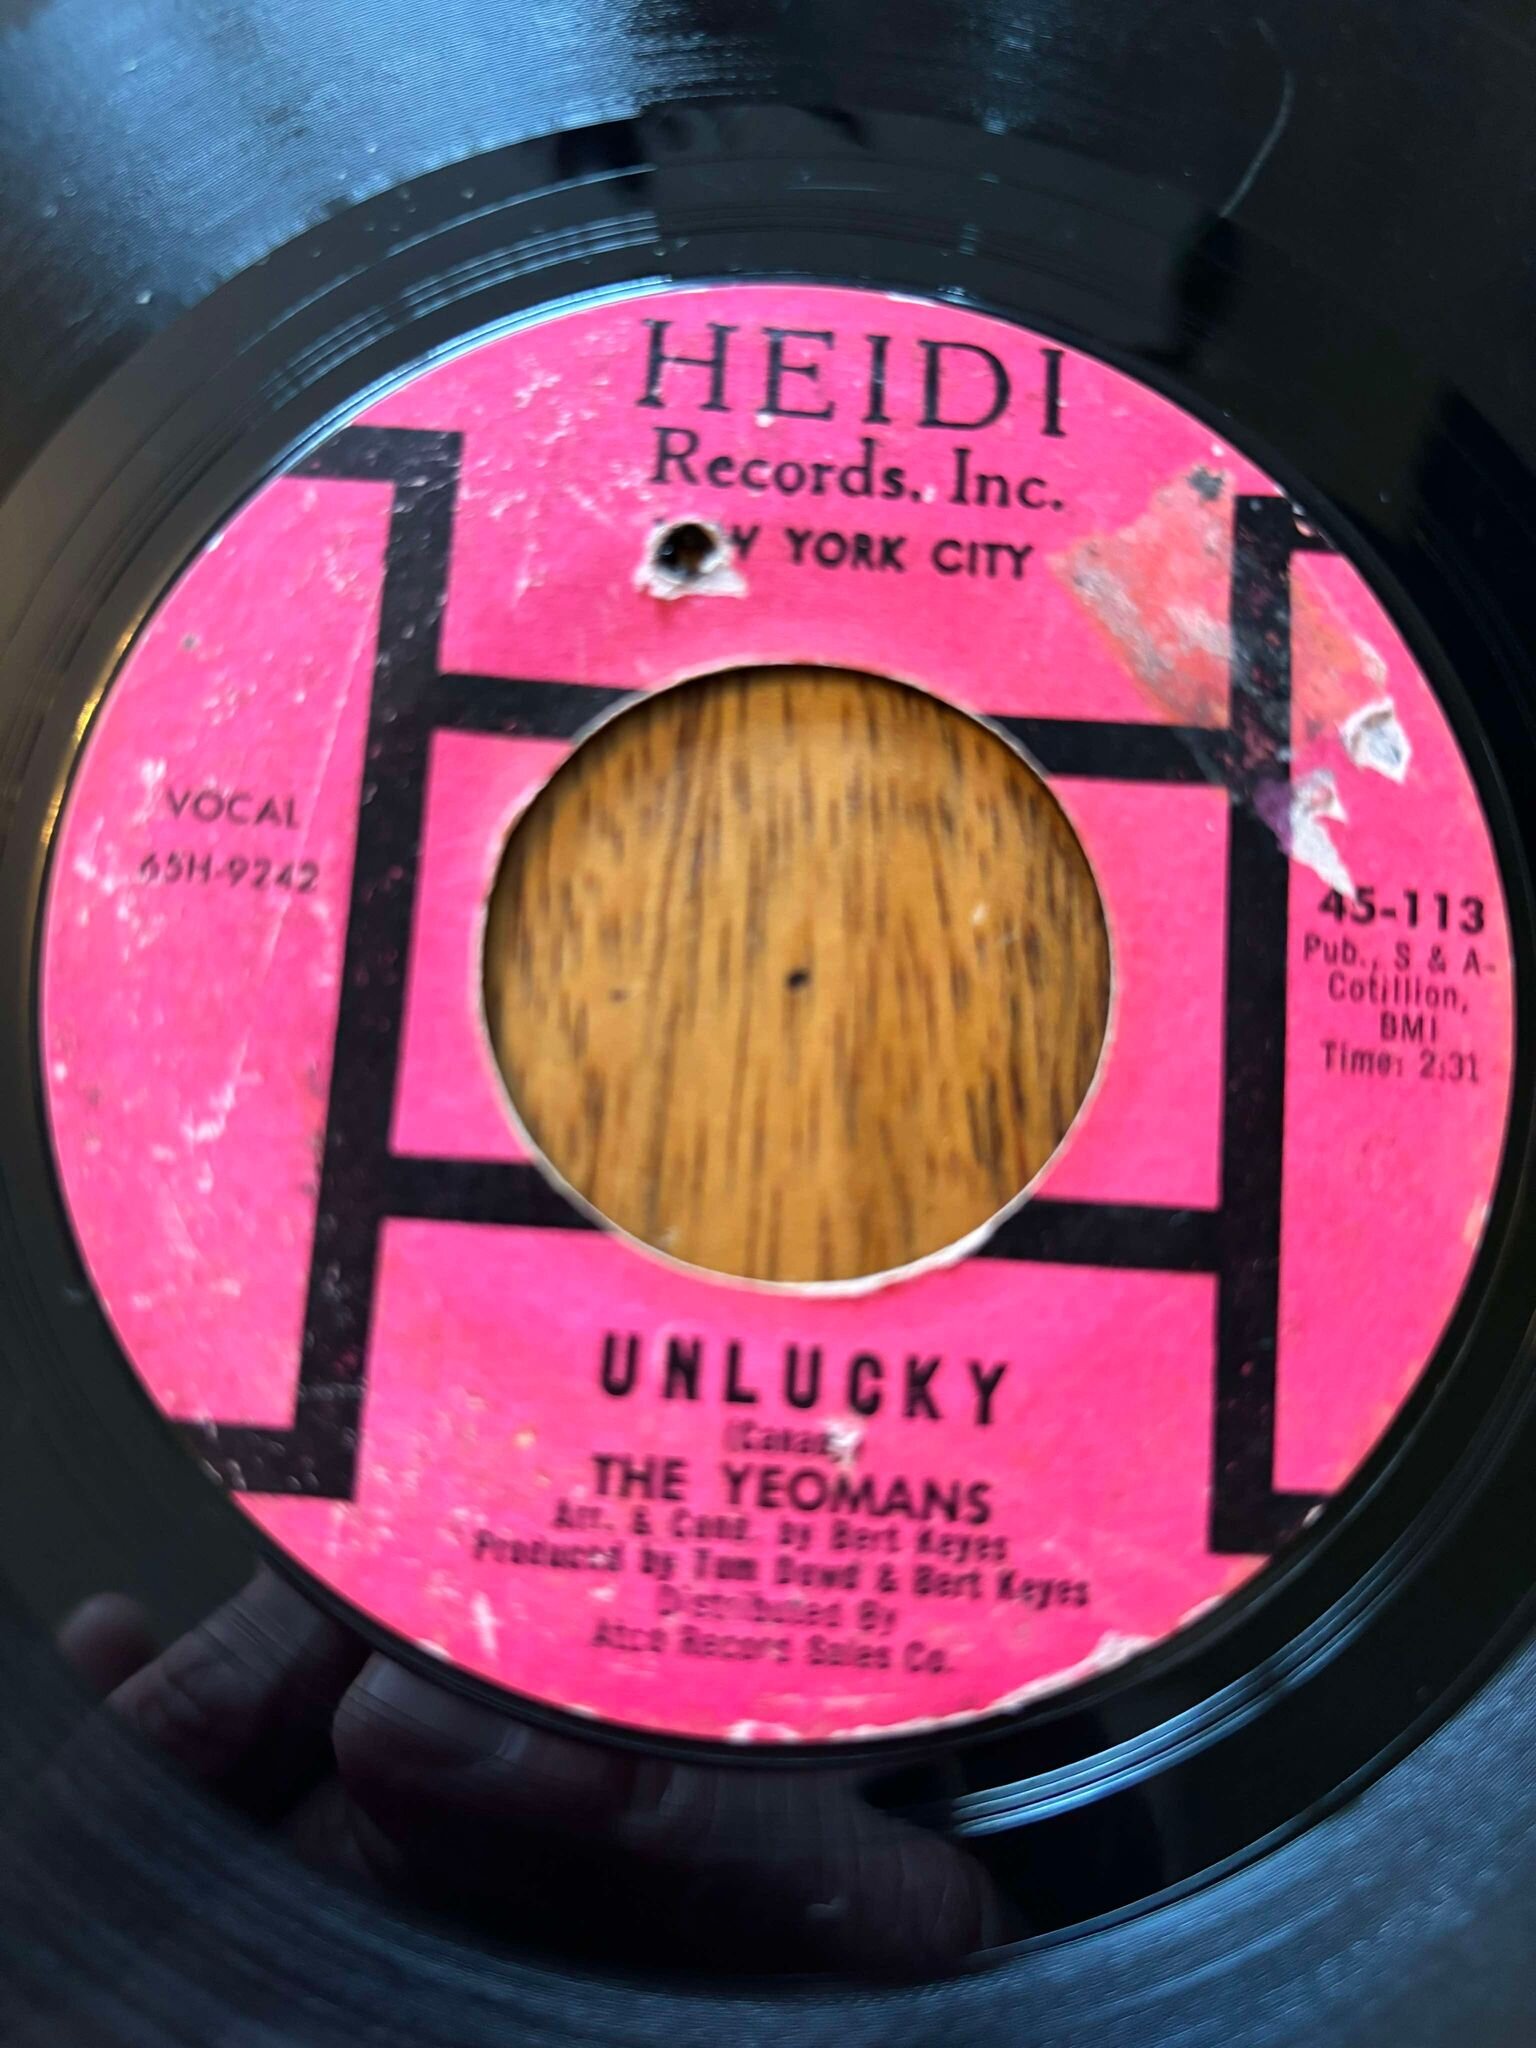 HEIDI
Records, Inc.
YORK CITY
VOCAL
65H-9242
45-113
Pub., S & A-
Cotillion,
BMI
Time: 2:31
UNLUCKY
THE YEOMANS
Arr. & Cond. by Bert Keyes
Produced by Tom Dowd & Bert Keyes
Distributed By
Atco Record Sales Co.